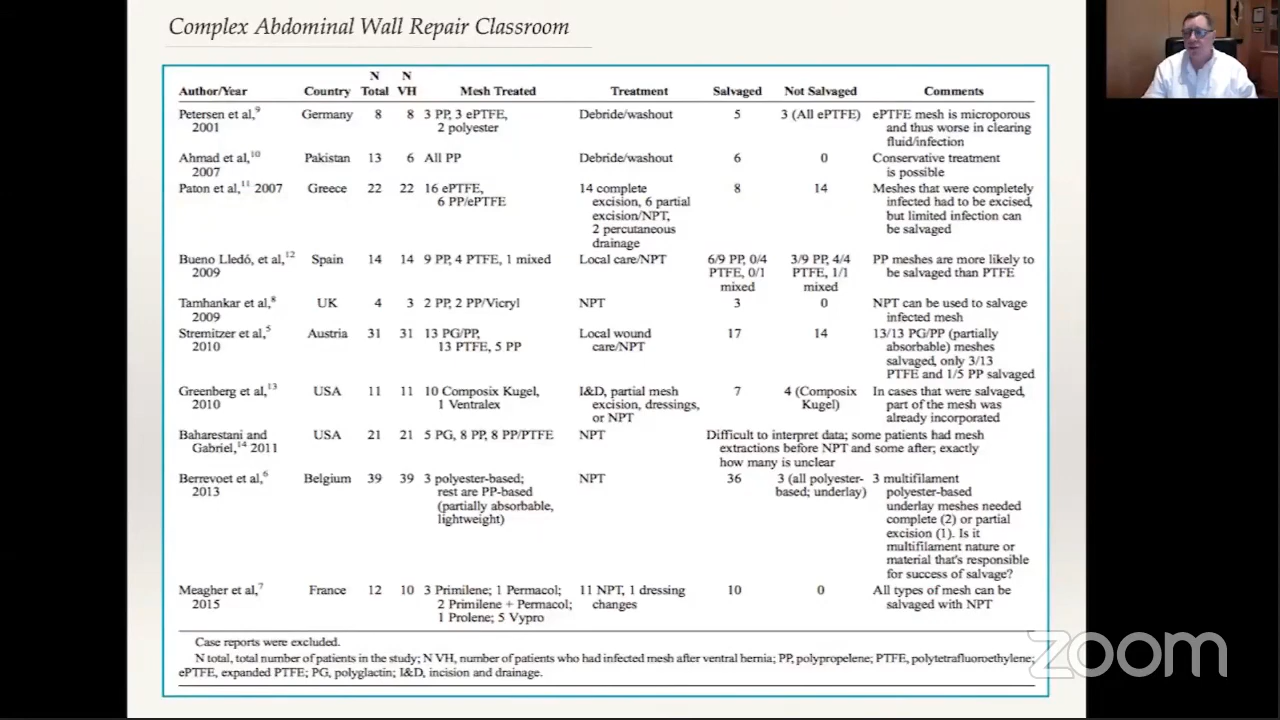 Complex Abdominal Wall Repair Classroom
N N
Author/Year Country Total VH Mesh Treated Treatment Salvaged Not Salvaged Comments
Petersen et al,9 Germany 8 8 3 PP, 3 ePTFE, Debride/washout 5 3 (All ePTFE) ePTFE mesh is microporous
2001 2 polyester and thus worse in clearing
fluid/infection
Ahmad et al,10 Pakistan 13 6 All PP Debride/washout 6 0 Conservative treatment
2007 is possible
Paton et al,11 2007 Greece 22 22 16 ePTFE, 14 complete 8 14 Meshes that were completely
6 PP/ePTFE excision, 6 partial infected had to be excised,
excision/NPT, but limited infection can
2 percutaneous be salvaged
drainage
Bueno Lledó, et al,12 Spain 14 14 9 PP, 4 PTFE, 1 mixed Local care/NPT 6/9 PP, 0/4 3/9 PP, 4/4 PP meshes are more likely to
2009 PTFE, 0/1 PTFE, 1/1 be salvaged than PTFE
mixed mixed
Tamhankar et al,8 UK 4 3 2 PP, 2 PP/Vicryl NPT 3 0 NPT can be used to salvage
2009 infected mesh
Stremitzer et al,5 Austria 31 31 13 PG/PP, Local wound 17 14 13/13 PG/PP (partially
2010 13 PTFE, 5 PP care/NPT absorbable) meshes
salvaged, only 3/13
PTFE and 1/5 PP salvaged
Greenberg et al,13 USA 11 11 10 Composix Kugel, I&D, partial mesh 7 4 (Composix In cases that were salvaged,
2010 1 Ventralex excision, dressings, Kugel) part of the mesh was
or NPT already incorporated
Baharestani and USA 21 21 5 PG, 8 PP, 8 PP/PTFE NPT Difficult to interpret data; some patients had mesh
Gabriel,14 2011 extractions before NPT and some after; exactly
how many is unclear
Berrevoet et al,6 Belgium 39 39 3 polyester-based; NPT 36 3 (all polyester- 3 multifilament
2013 rest are PP-based based; underlay) polyester-based
(partially absorbable, underlay meshes needed
lightweight) complete (2) or partial
excision (1). Is it
multifilament nature or
material that's responsible
for success of salvage?
Meagher et al,7 France 12 10 3 Primilene; 1 Permacol; 11 NPT, 1 dressing 10 0 All types of mesh can be
2015 2 Primilene + Permacol; changes salvaged with NPT
1 Prolene; 5 Vypro
Case reports were excluded.
N total, total number of patients in the study; N VH, number of patients who had infected mesh after ventral hernia; PP, polypropelene; PTFE, polytetrafluoroethylene;
ePTFE, expanded PTFE; PG, polyglactin; I&D, incision and drainage.
zoom